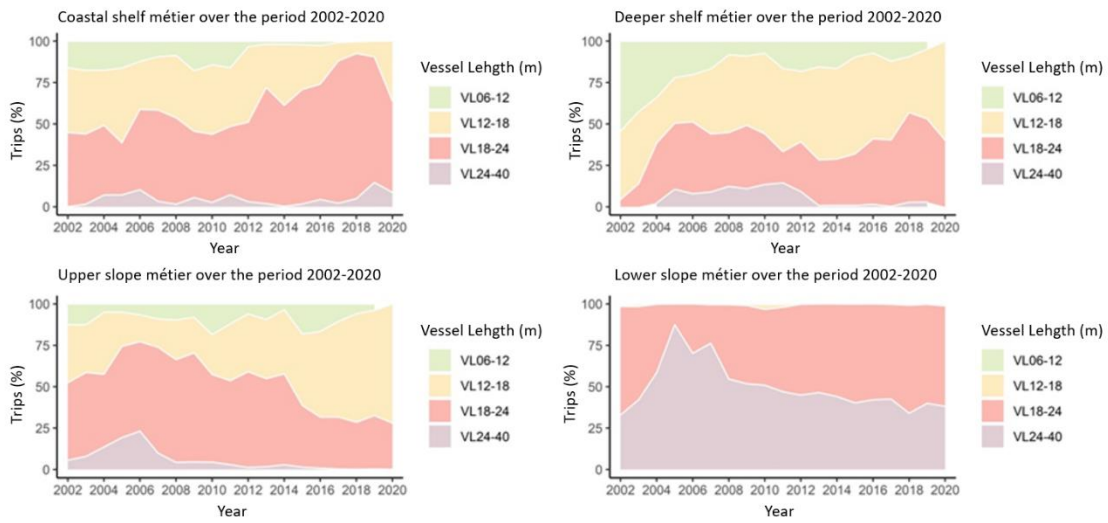 Coastal shelf métier over the period 2002-2020
100
75
50
25
0
Trips (%)
2002 2004 2006 2008 2010 2012 2014 2016 2018 2020
Year
Vessel Lehgth (m)
VL06-12
VL12-18
VL18-24
VL24-40
Deeper shelf métier over the period 2002-2020
100
75
50
25
0
Trips (%)
2002 2004 2006 2008 2010 2012 2014 2016 2018 2020
Year
Vessel Lehgth (m)
VL06-12
VL12-18
VL18-24
VL24-40
Upper slope métier over the period 2002-2020
100
75
50
25
0
Trips (%)
2002 2004 2006 2008 2010 2012 2014 2016 2018 2020
Year
Vessel Lehgth (m)
VL06-12
VL12-18
VL18-24
VL24-40
Lower slope métier over the period 2002-2020
100
75
50
25
0
Trips (%)
2002 2004 2006 2008 2010 2012 2014 2016 2018 2020
Year
Vessel Lehgth (m)
VL06-12
VL12-18
VL18-24
VL24-40